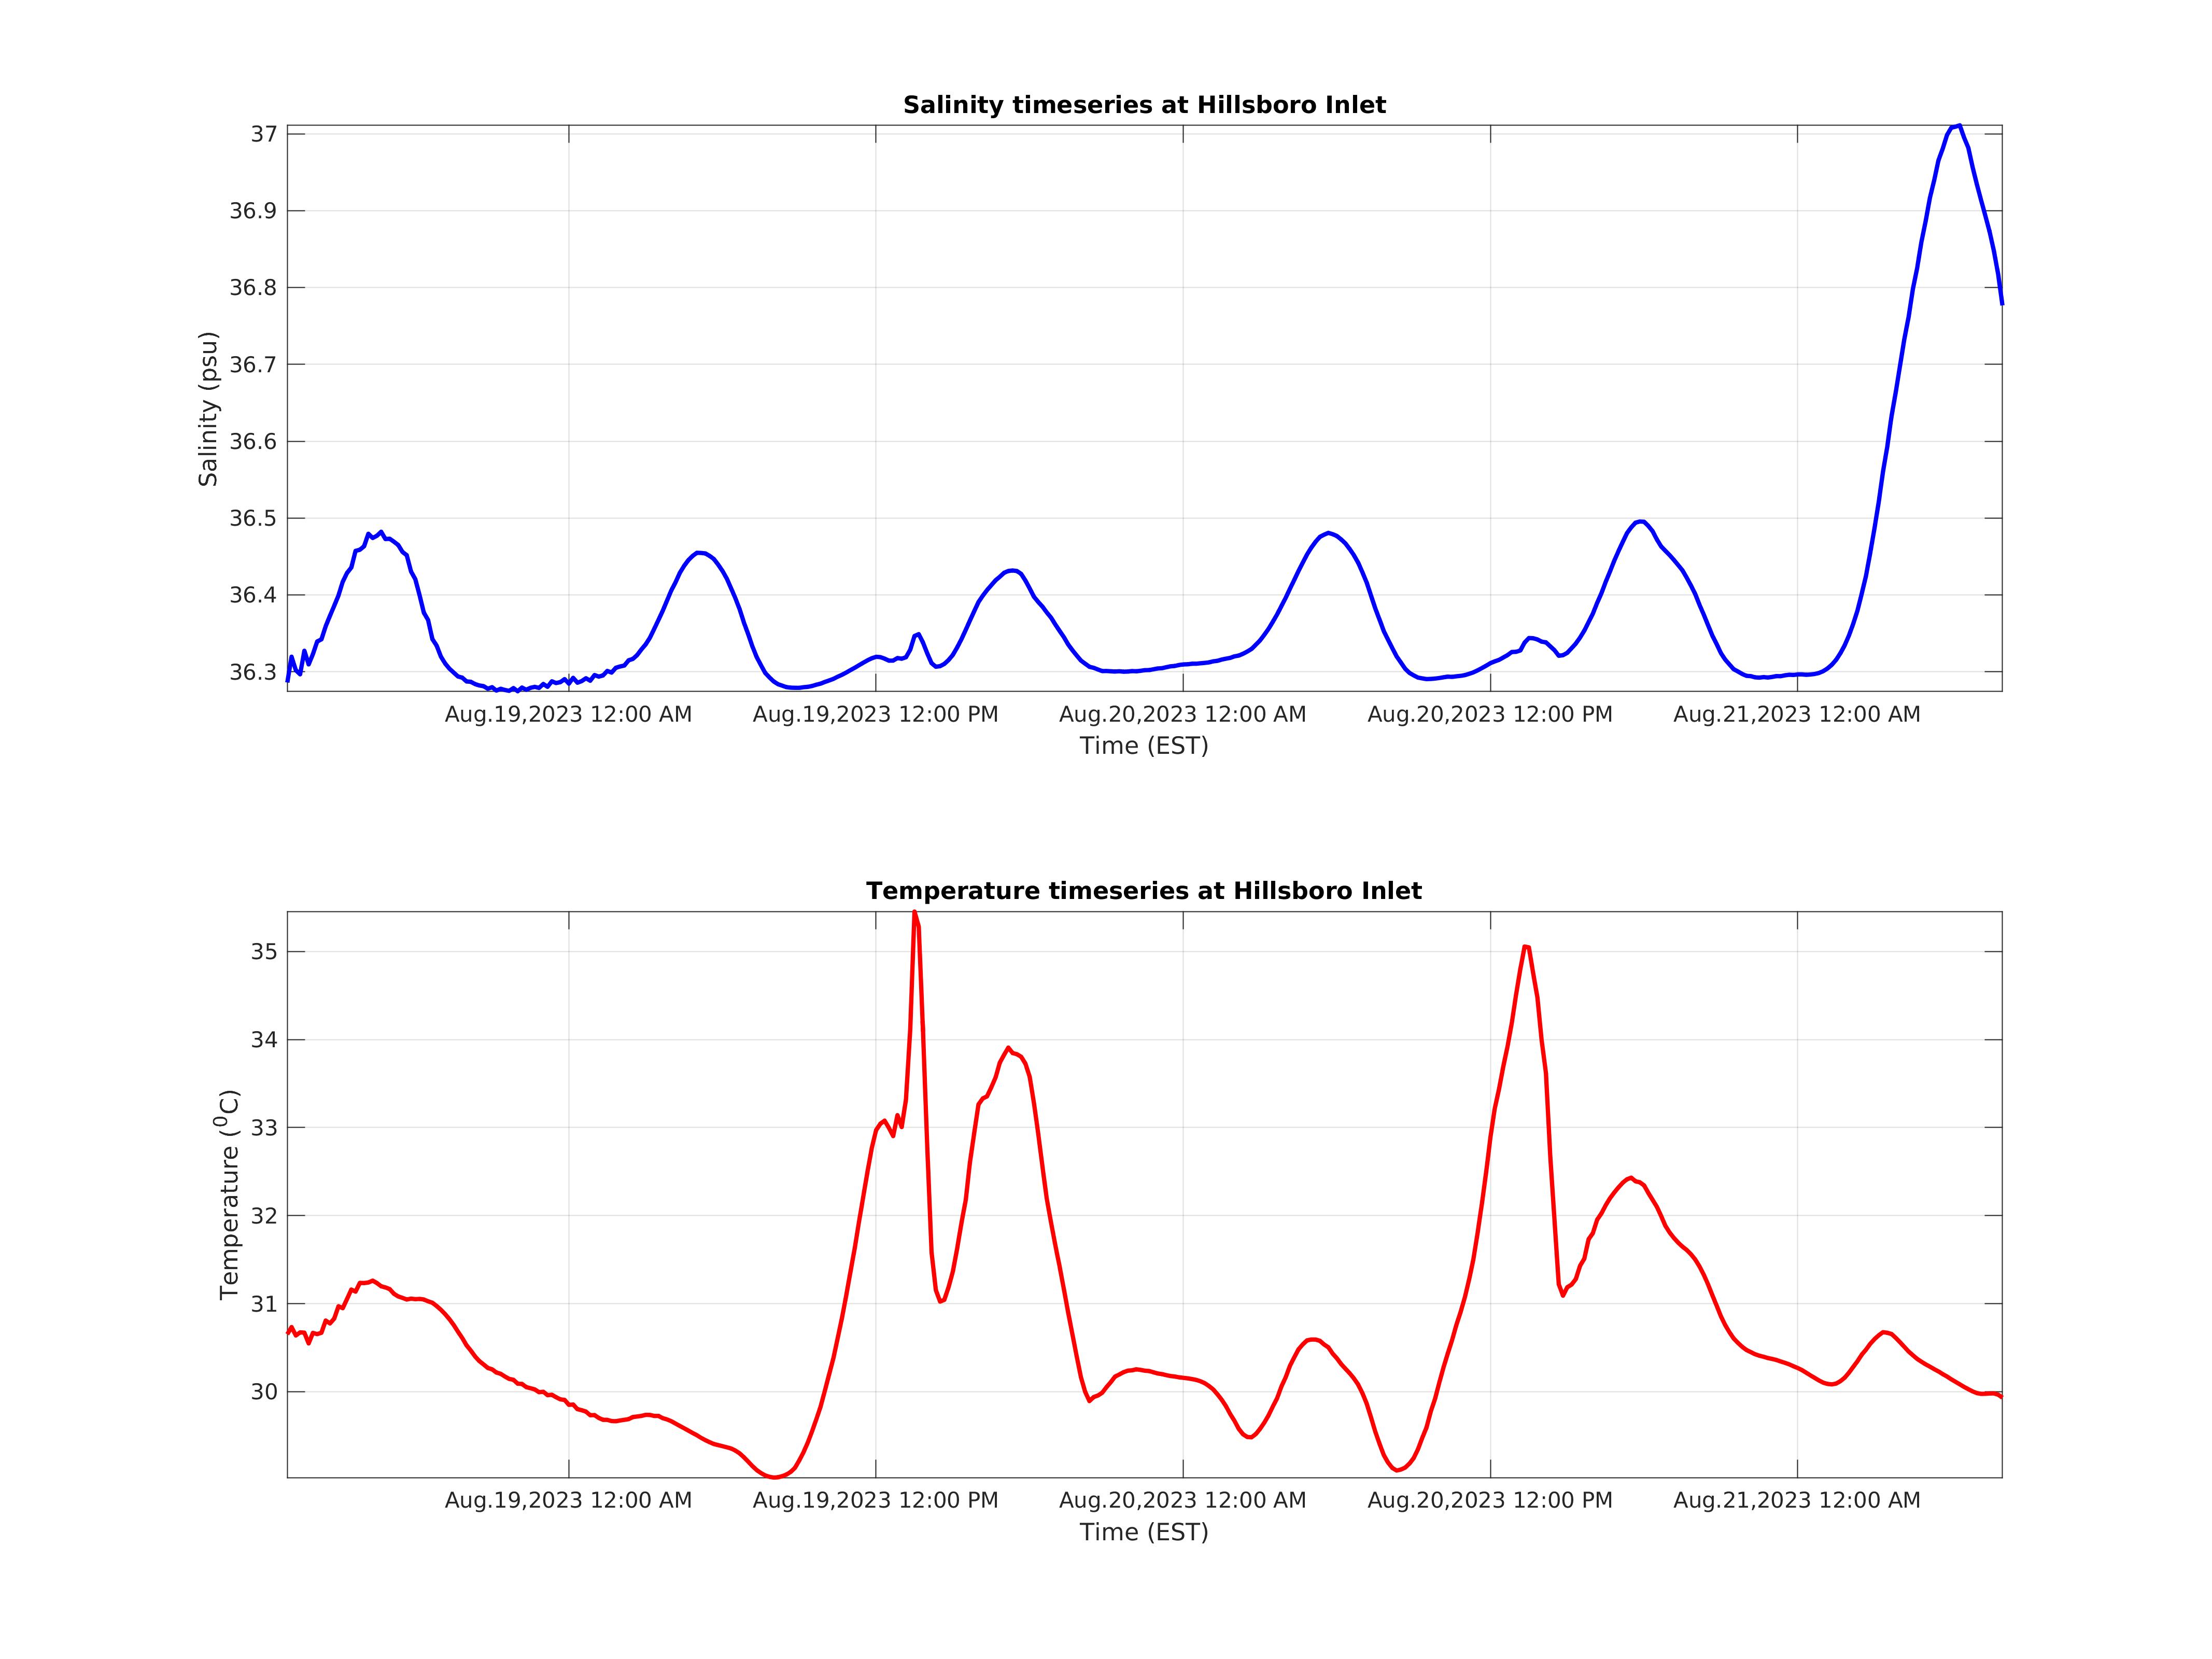 Salinity timeseries at Hillsboro Inlet
37
36.9
36.8
36.7
36.6
36.5
36.4
36.3
Salinity (psu)
Aug.19,2023 12:00 AM
Aug.19,2023 12:00 PM
Aug.20,2023 12:00 AM
Aug.20,2023 12:00 PM
Aug.21,2023 12:00 AM
Time (EST)
Temperature timeseries at Hillsboro Inlet
35
34
33
32
31
30
Temperature (⁰C)
Aug.19,2023 12:00 AM
Aug.19,2023 12:00 PM
Aug.20,2023 12:00 AM
Aug.20,2023 12:00 PM
Aug.21,2023 12:00 AM
Time (EST)